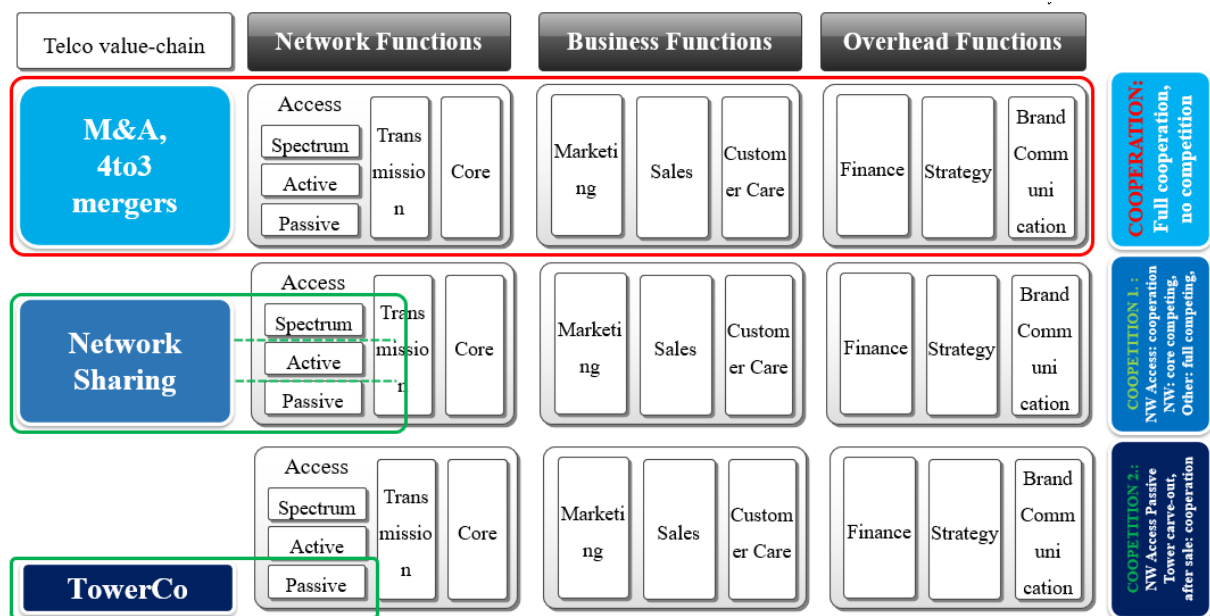 Telco value-chain
Network Functions
Business Functions
Overhead Functions
M&A,
4to3
mergers
Access
Spectrum
Active
Passive
Trans
missio
n
Core
Marketi
ng
Sales
Custom
er Care
Finance
Strategy
Brand
Comm
uni
cation
COOPERATION:
Full cooperation,
no competition
Network
Sharing
Access
Spectrum
Active
Passive
Trans
missio
n
Core
Marketi
ng
Sales
Custom
er Care
Finance
Strategy
Brand
Comm
uni
cation
COOPETITION 1. :
NW Access: cooperation
NW: core competing,
Other: full competing,
TowerCo
Access
Spectrum
Active
Passive
Trans
missio
n
Core
Marketi
ng
Sales
Custom
er Care
Finance
Strategy
Brand
Comm
uni
cation
COOPETITION 2.:
NW Access Passive
Tower carve-out,
after sale: cooperation